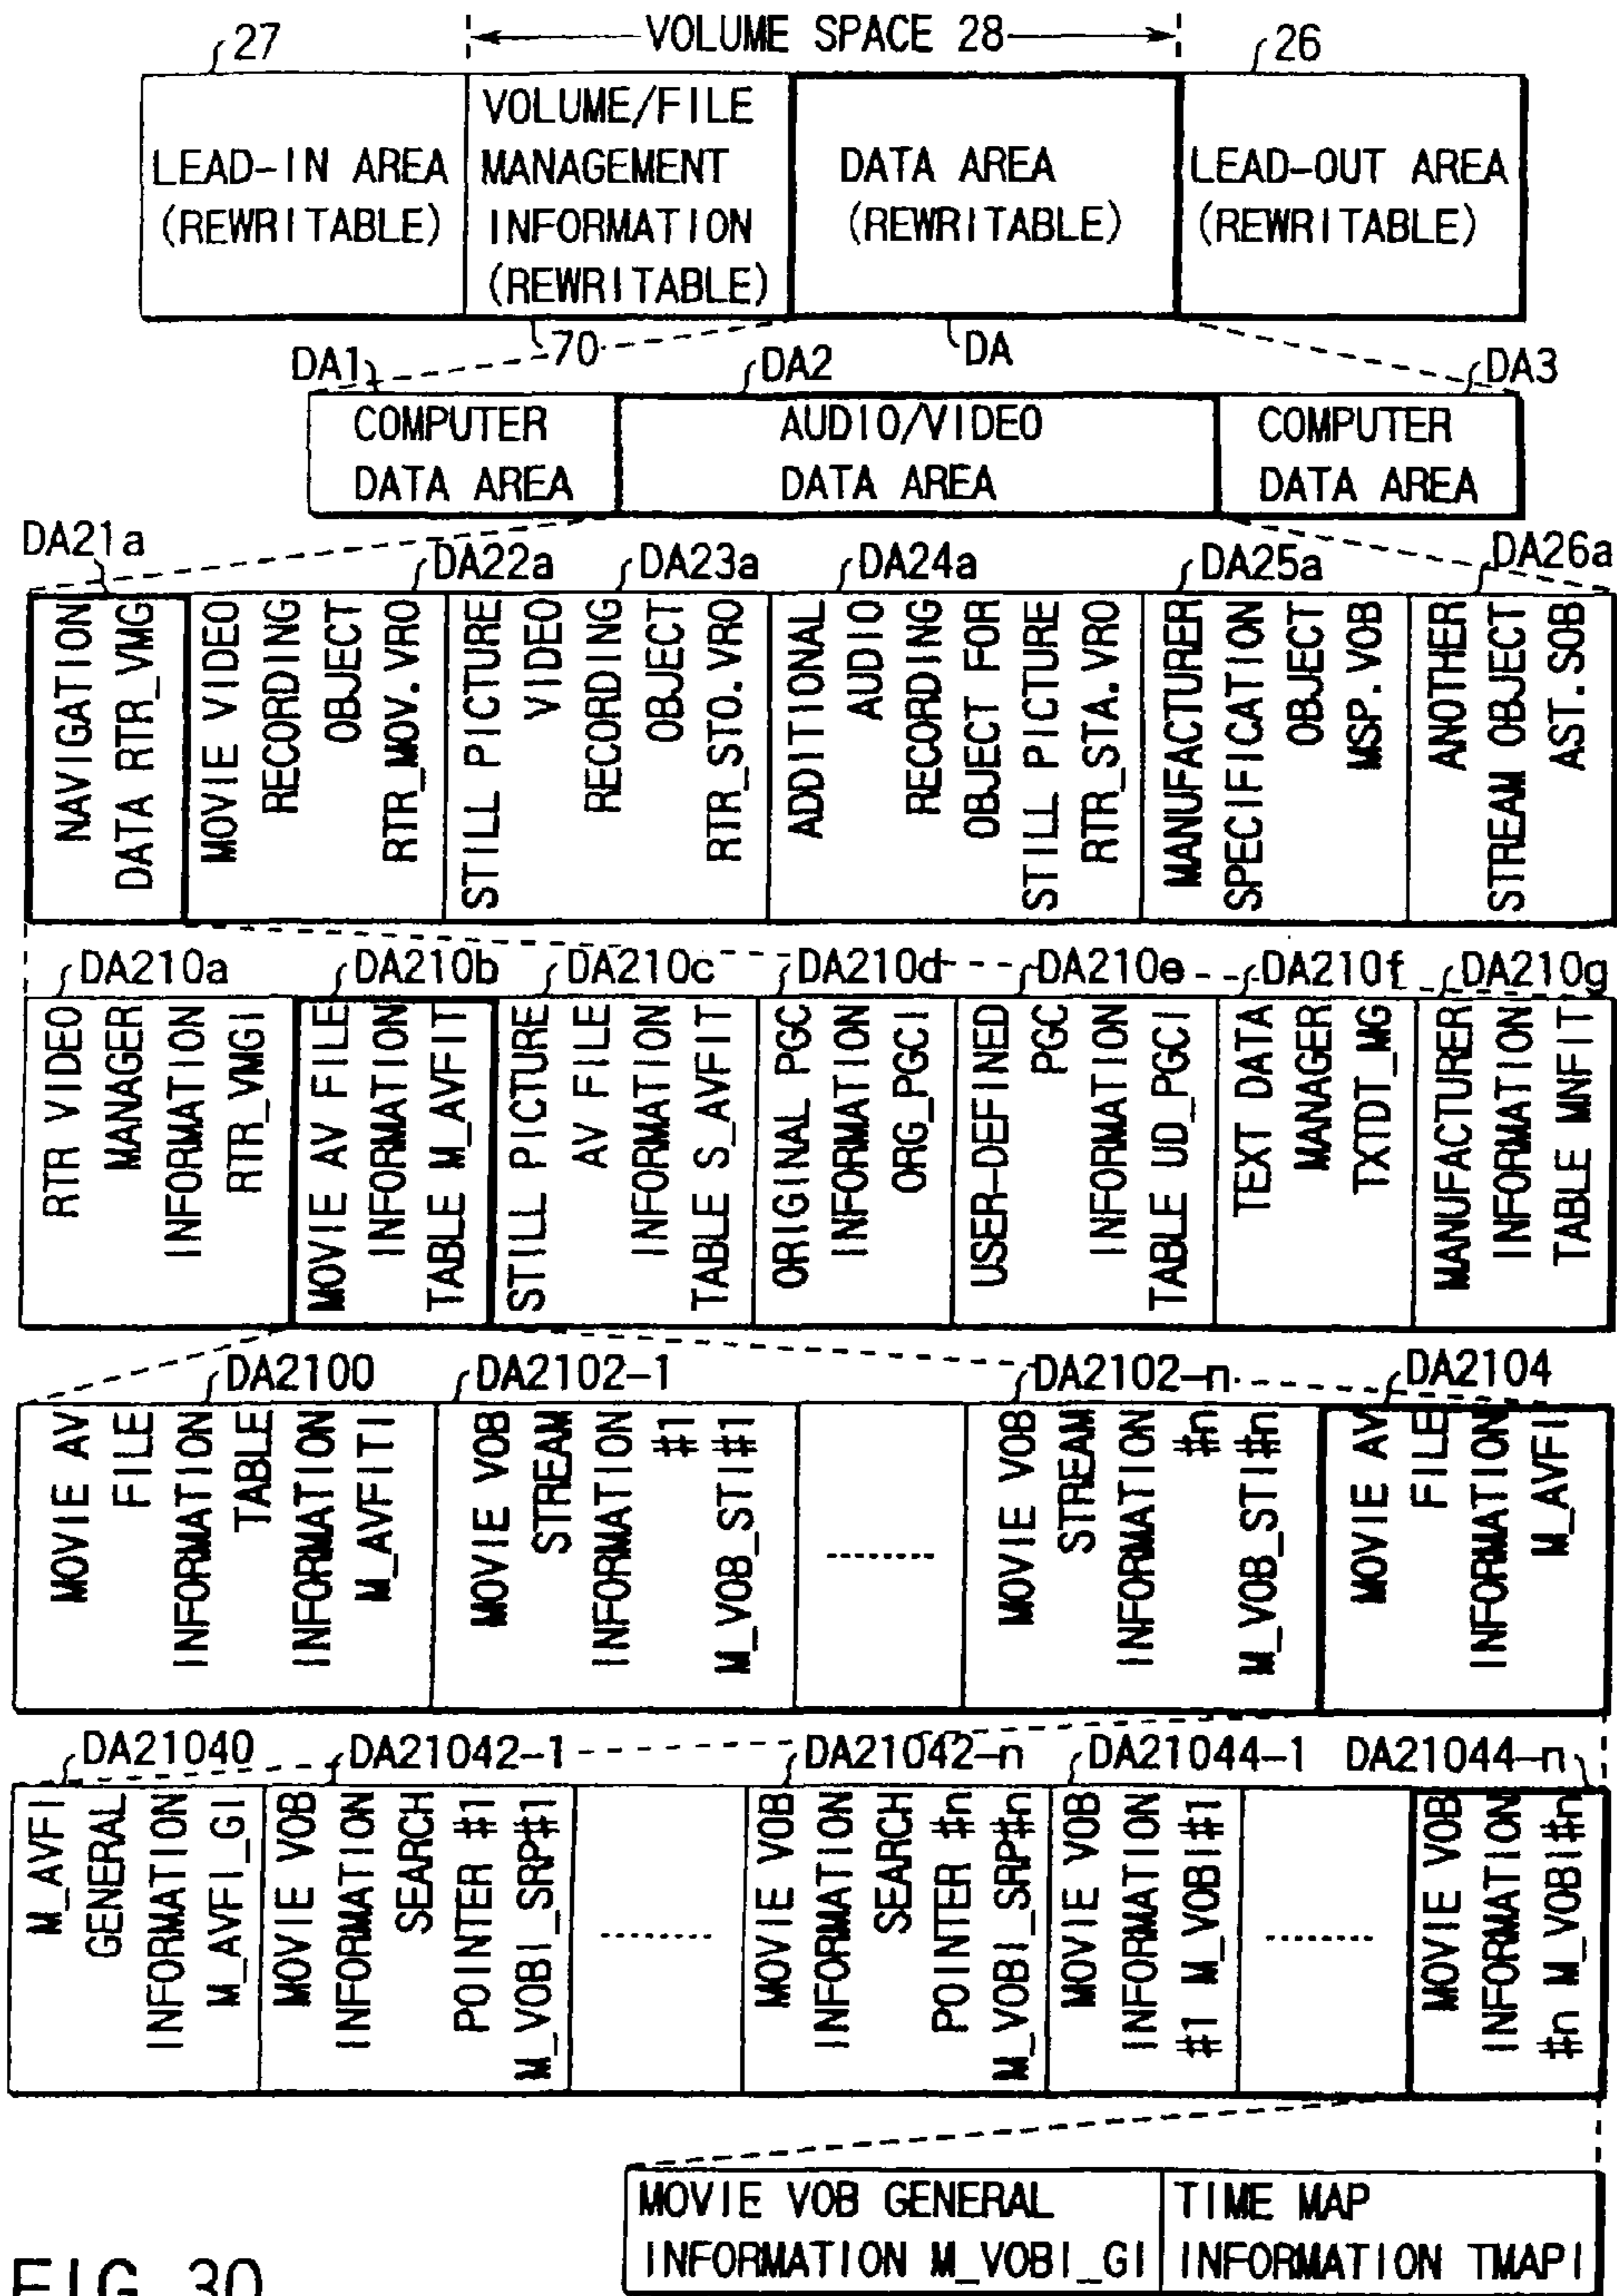 27
VOLUME SPACE 28
26
LEAD-IN AREA
(REWRITABLE)
VOLUME/FILE
MANAGEMENT
INFORMATION
(REWRITABLE)
DATA AREA
(REWRITABLE)
LEAD-OUT AREA
(REWRITABLE)
70
DA
DA1
DA2
DA3
COMPUTER
DATA AREA
AUDIO/VIDEO
DATA AREA
COMPUTER
DATA AREA
DA21a
DA22a
DA23a
DA24a
DA25a
DA26a
NAVIGATION
DATA RTR_VMG
MOVIE VIDEO
RECORDING
OBJECT
RTR_MOV.VRO
STILL PICTURE
VIDEO
RECORDING
OBJECT
RTR_STO.VRO
ADDITIONAL
AUDIO
RECORDING
OBJECT FOR
STILL PICTURE
RTR_STA.VRO
MANUFACTURER
SPECIFICATION
OBJECT
MSP.VOB
ANOTHER
STREAM OBJECT
AST.SOB
DA210a
DA210b
DA210c
DA210d
DA210e
DA210f
DA210g
RTR VIDEO
MANAGER
INFORMATION
RTR_VMGI
MOVIE AV FILE
INFORMATION
TABLE M_AVFIT
STILL PICTURE
AV FILE
INFORMATION
TABLE S_AVFIT
ORIGINAL PGC
INFORMATION
ORG_PGCI
USER-DEFINED
PGC
INFORMATION
TABLE UD_PGCI
TEXT DATA
MANAGER
TXTDT_MG
MANUFACTURER
INFORMATION
TABLE MNFIT
DA2100
DA2102-1
DA2102-n
DA2104
MOVIE AV
FILE
INFORMATION
TABLE
INFORMATION
M_AVFITI
MOVIE VOB
STREAM
INFORMATION
#1
M_VOB_STI#1
..........
MOVIE VOB
STREAM
INFORMATION
#n
M_VOB_STI#n
MOVIE AV
FILE
INFORMATION
M_AVFI
DA21040
DA21042-1
DA21042-n
DA21044-1
DA21044-n
M_AVFI
GENERAL
INFORMATION
M_AVFI_GI
MOVIE VOB
INFORMATION
SEARCH
POINTER #1
M_VOBI_SRP#1
..........
MOVIE VOB
INFORMATION
SEARCH
POINTER #n
M_VOBI_SRP#n
MOVIE VOB
INFORMATION
#1 M_VOBI#1
..........
MOVIE VOB
INFORMATION
#n M_VOBI#n
MOVIE VOB GENERAL
INFORMATION M_VOBI_GI
TIME MAP
INFORMATION TMAPI
FIG. 30